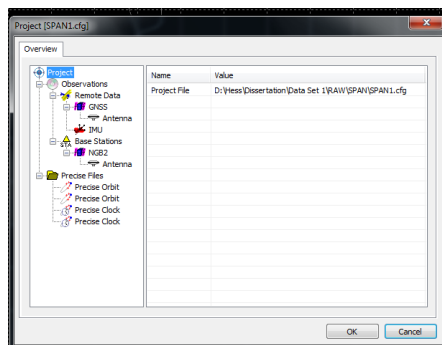 Project [SPAN1.cfg]
Overview
Project
Observations
Remote Data
GNSS
Antenna
IMU
STA Base Stations
NGB2
Antenna
Precise Files
Precise Orbit
Precise Orbit
Precise Clock
Precise Clock
Name Value
Project File D:\Hess\Dissertation\Data Set 1\RAW\SPAN\SPAN1.cfg
OK Cancel